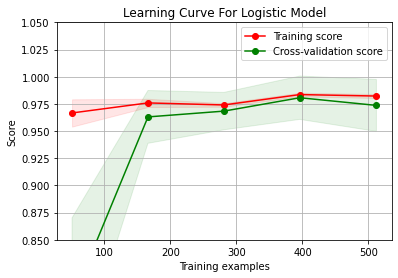 Learning Curve For Logistic Model
Training score
Cross-validation score
1.050
1.025
1.000
0.975
0.950
0.925
0.900
0.875
0.850
Score
100
200
300
400
500
Training examples